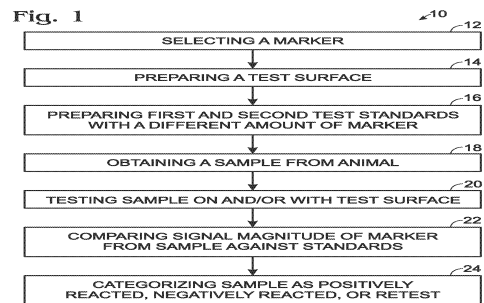 Fig. 1
10
12
SELECTING A MARKER
14
PREPARING A TEST SURFACE
16
PREPARING FIRST AND SECOND TEST STANDARDS
WITH A DIFFERENT AMOUNT OF MARKER
18
OBTAINING A SAMPLE FROM ANIMAL
20
TESTING SAMPLE ON AND/OR WITH TEST SURFACE
22
COMPARING SIGNAL MAGNITUDE OF MARKER
FROM SAMPLE AGAINST STANDARDS
24
CATEGORIZING SAMPLE AS POSITIVELY
REACTED, NEGATIVELY REACTED, OR RETEST